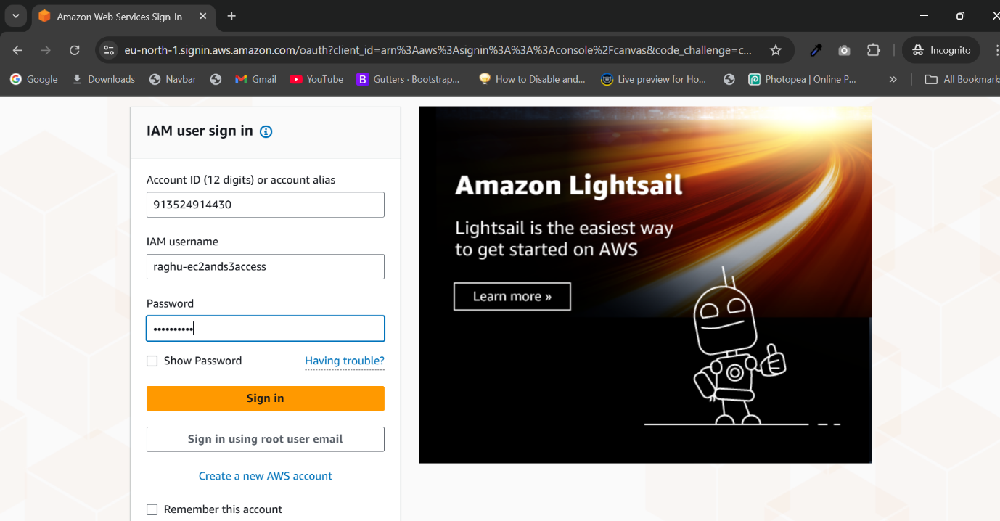 Amazon Web Services Sign-In
eu-north-1.signin.aws.amazon.com/oauth?client_id=arn%3Aaws%3Asignin%3A%3A%3Aconsole%2Fcanvas&code_challenge=c...
Incognito
Google
Downloads
Navbar
Gmail
YouTube
Gutters · Bootstrap...
How to Disable and...
Live preview for Ho...
Photopea | Online P...
»
All Bookmarks
IAM user sign in
Account ID (12 digits) or account alias
913524914430
IAM username
raghu-ec2ands3access
Password
••••••••••
Show Password
Having trouble?
Sign in
Sign in using root user email
Create a new AWS account
Remember this account
Amazon Lightsail
Lightsail is the easiest way
to get started on AWS
Learn more »